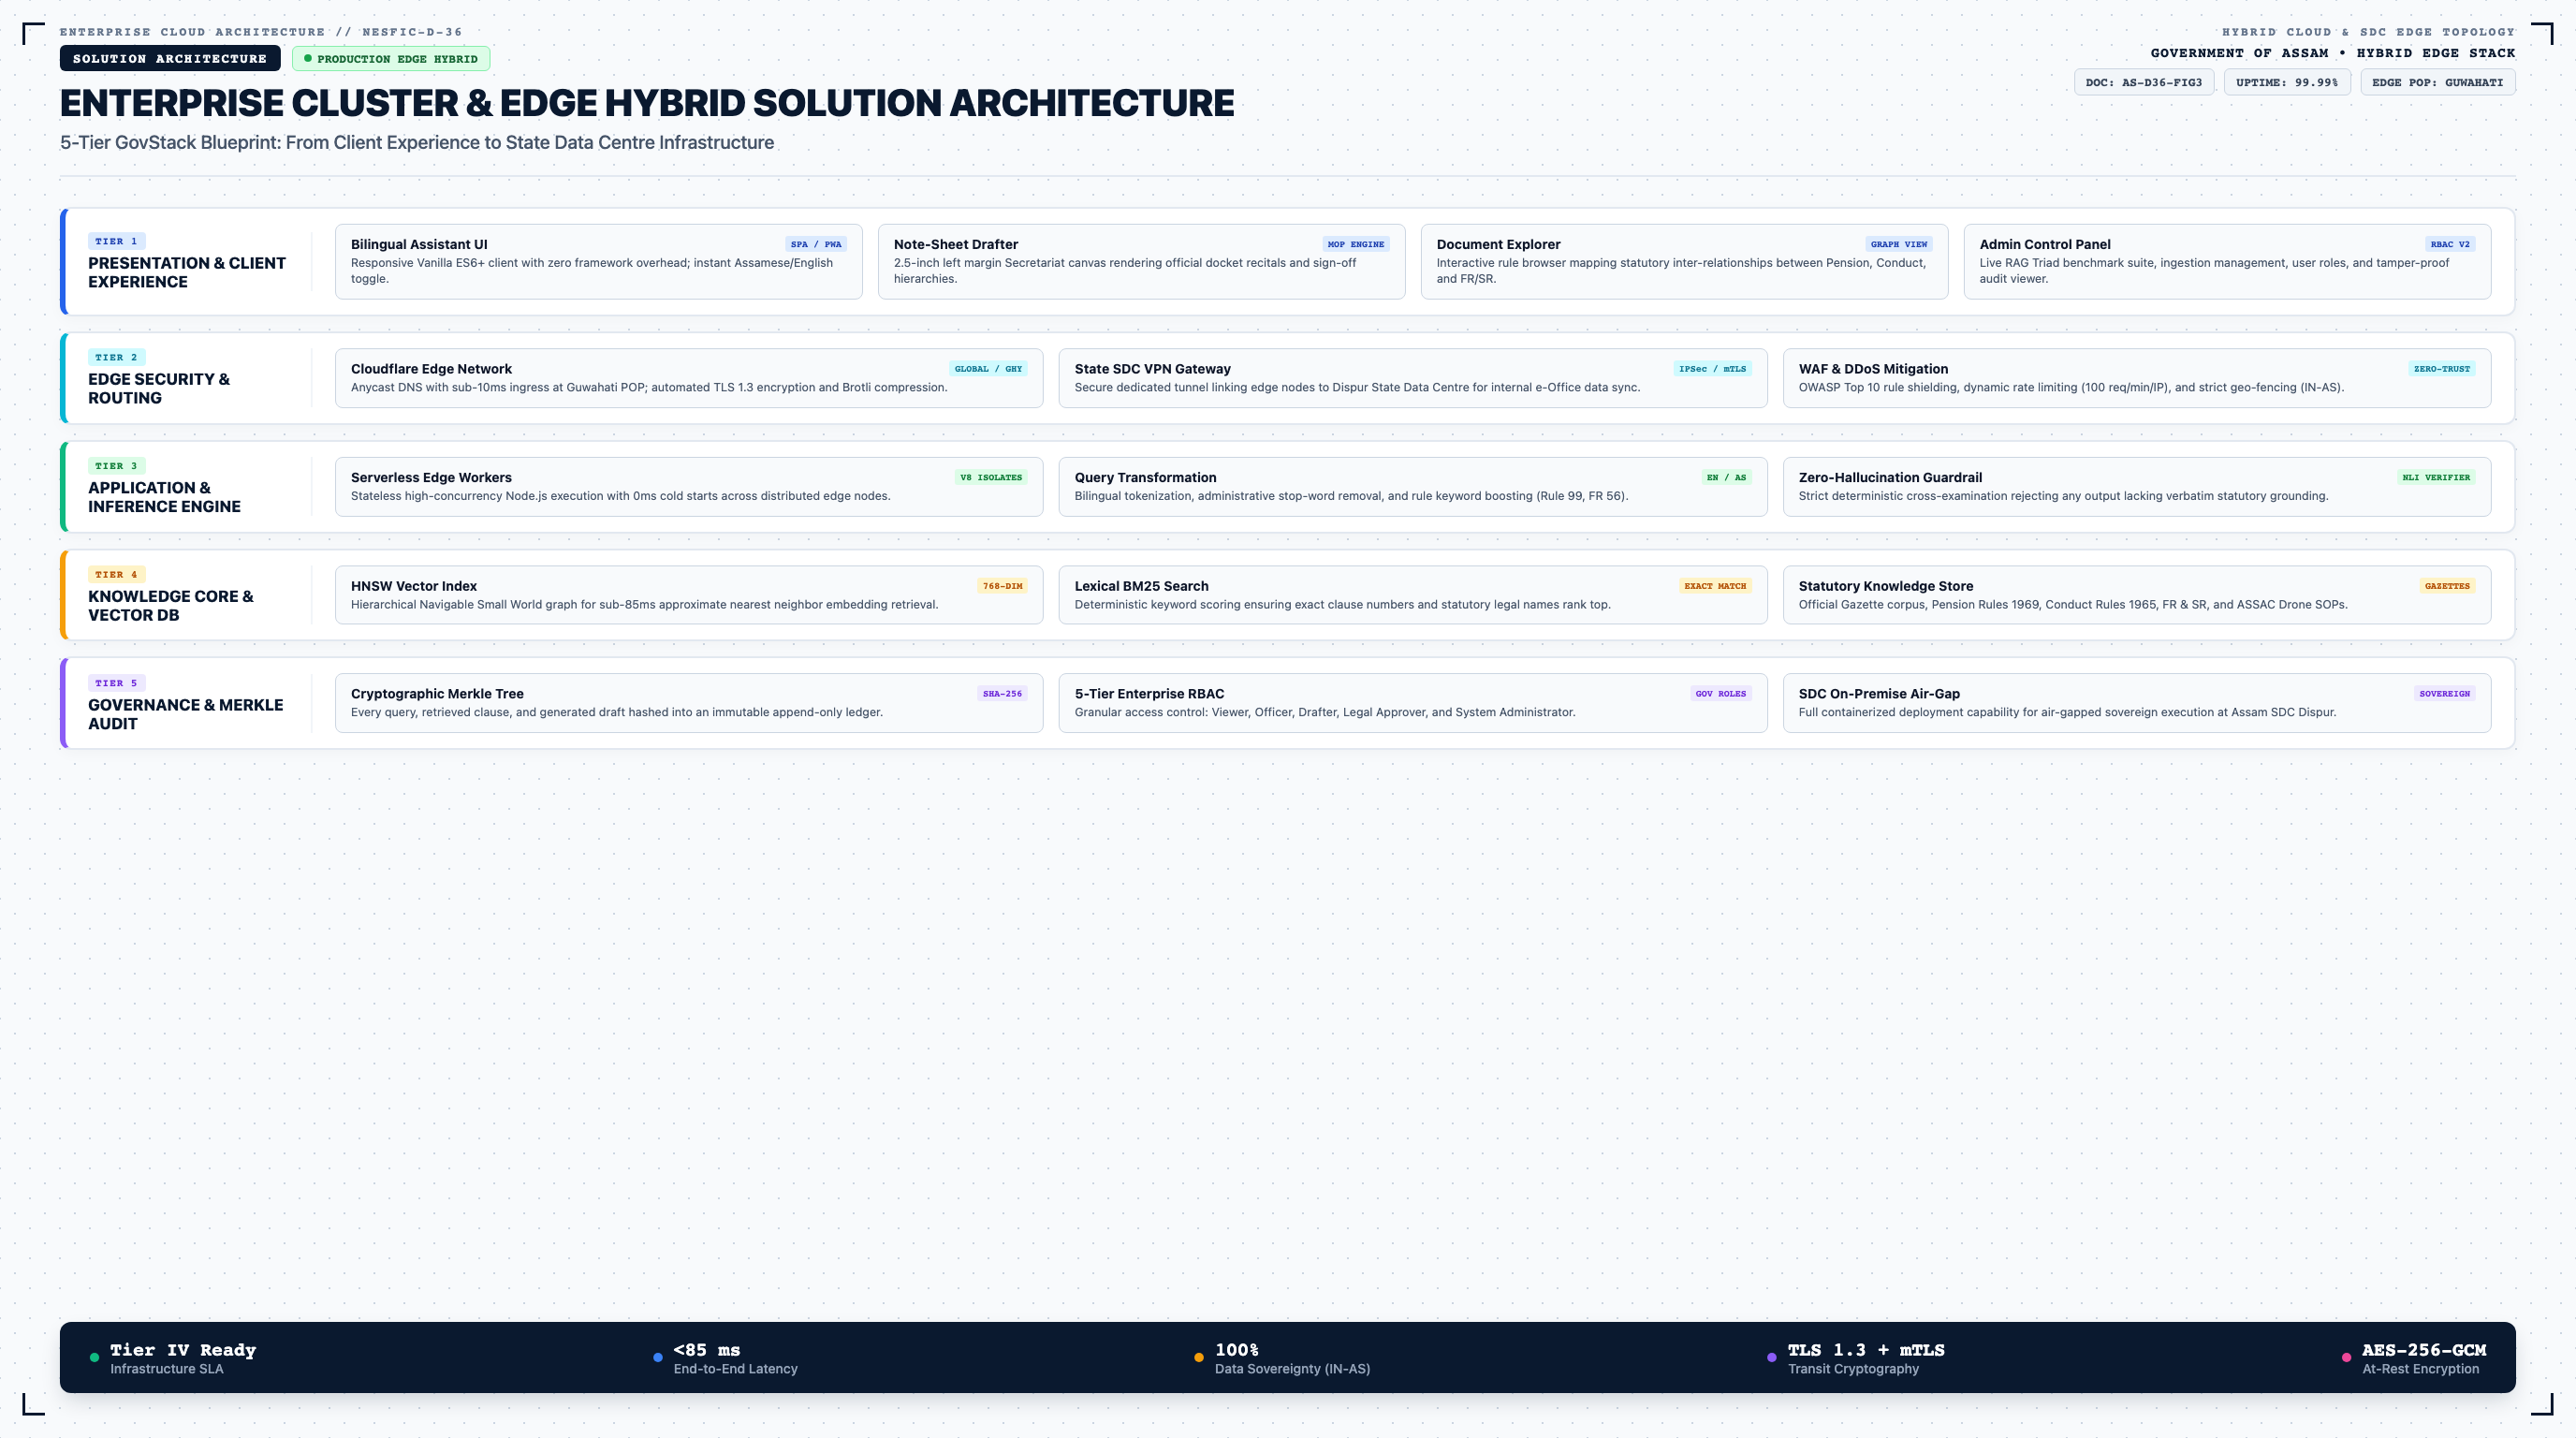 ENTERPRISE CLOUD ARCHITECTURE // NESFIC-D-36
SOLUTION ARCHITECTURE
PRODUCTION EDGE HYBRID
ENTERPRISE CLUSTER & EDGE HYBRID SOLUTION ARCHITECTURE
5-Tier GovStack Blueprint: From Client Experience to State Data Centre Infrastructure
HYBRID CLOUD & SDC EDGE TOPOLOGY
GOVERNMENT OF ASSAM • HYBRID EDGE STACK
DOC: AS-D36-FIG3
UPTIME: 99.99%
EDGE POP: GUWAHATI
TIER 1
PRESENTATION & CLIENT
EXPERIENCE
Bilingual Assistant UI
SPA / PWA
Responsive Vanilla ES6+ client with zero framework overhead; instant Assamese/English
toggle.
Note-Sheet Drafter
MOP ENGINE
2.5-inch left margin Secretariat canvas rendering official docket recitals and sign-off
hierarchies.
Document Explorer
GRAPH VIEW
Interactive rule browser mapping statutory inter-relationships between Pension, Conduct,
and FR/SR.
Admin Control Panel
RBAC V2
Live RAG Triad benchmark suite, ingestion management, user roles, and tamper-proof
audit viewer.
TIER 2
EDGE SECURITY &
ROUTING
Cloudflare Edge Network
GLOBAL / GHY
Anycast DNS with sub-10ms ingress at Guwahati POP; automated TLS 1.3 encryption and Brotli compression.
State SDC VPN Gateway
IPSec / mTLS
Secure dedicated tunnel linking edge nodes to Dispur State Data Centre for internal e-Office data sync.
WAF & DDoS Mitigation
ZERO-TRUST
OWASP Top 10 rule shielding, dynamic rate limiting (100 req/min/IP), and strict geo-fencing (IN-AS).
TIER 3
APPLICATION &
INFERENCE ENGINE
Serverless Edge Workers
V8 ISOLATES
Stateless high-concurrency Node.js execution with 0ms cold starts across distributed edge nodes.
Query Transformation
EN / AS
Bilingual tokenization, administrative stop-word removal, and rule keyword boosting (Rule 99, FR 56).
Zero-Hallucination Guardrail
NLI VERIFIER
Strict deterministic cross-examination rejecting any output lacking verbatim statutory grounding.
TIER 4
KNOWLEDGE CORE &
VECTOR DB
HNSW Vector Index
768-DIM
Hierarchical Navigable Small World graph for sub-85ms approximate nearest neighbor embedding retrieval.
Lexical BM25 Search
EXACT MATCH
Deterministic keyword scoring ensuring exact clause numbers and statutory legal names rank top.
Statutory Knowledge Store
GAZETTES
Official Gazette corpus, Pension Rules 1969, Conduct Rules 1965, FR & SR, and ASSAC Drone SOPs.
TIER 5
GOVERNANCE & MERKLE
AUDIT
Cryptographic Merkle Tree
SHA-256
Every query, retrieved clause, and generated draft hashed into an immutable append-only ledger.
5-Tier Enterprise RBAC
GOV ROLES
Granular access control: Viewer, Officer, Drafter, Legal Approver, and System Administrator.
SDC On-Premise Air-Gap
SOVEREIGN
Full containerized deployment capability for air-gapped sovereign execution at Assam SDC Dispur.
Tier IV Ready
Infrastructure SLA
<85 ms
End-to-End Latency
100%
Data Sovereignty (IN-AS)
TLS 1.3 + mTLS
Transit Cryptography
AES-256-GCM
At-Rest Encryption